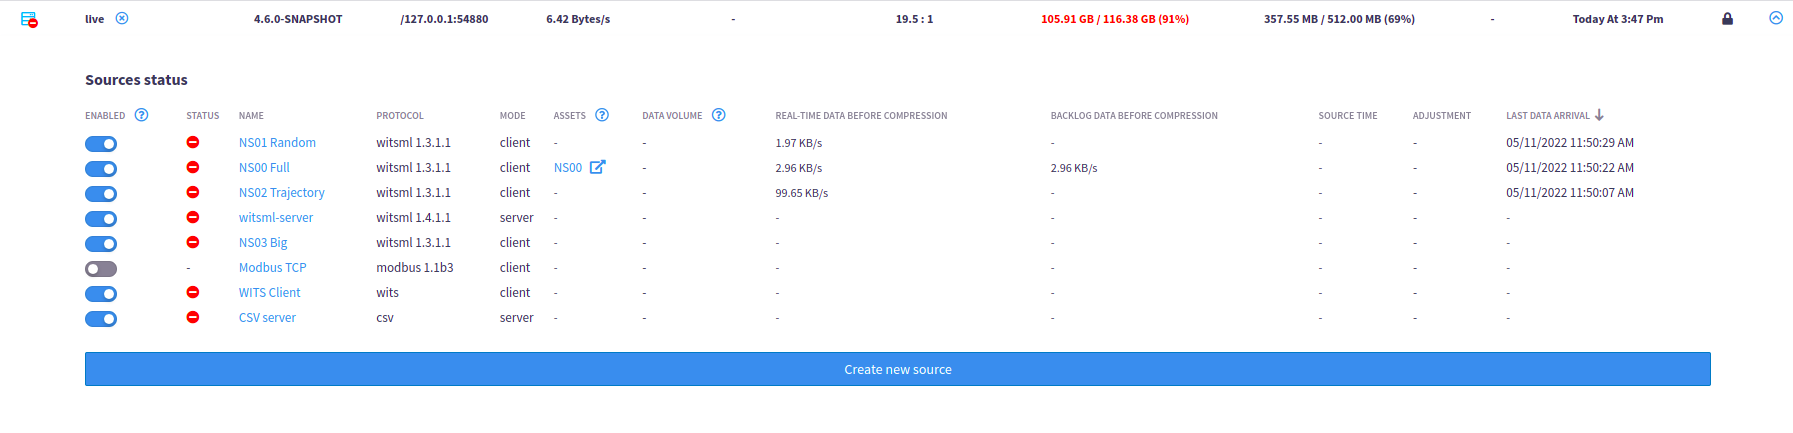 live 4.6.0-SNAPSHOT /127.0.0.1:54880 6.42 Bytes/s - 19.5 : 1 105.91 GB / 116.38 GB (91%) 357.55 MB / 512.00 MB (69%) - Today At 3:47 Pm
Sources status
ENABLED ? STATUS NAME PROTOCOL MODE ASSETS ? DATA VOLUME ? REAL-TIME DATA BEFORE COMPRESSION BACKLOG DATA BEFORE COMPRESSION SOURCE TIME ADJUSTMENT LAST DATA ARRIVAL
NS01 Random witsml 1.3.1.1 client - - 1.97 KB/s - - - 05/11/2022 11:50:29 AM
NS00 Full witsml 1.3.1.1 client NS00 - 2.96 KB/s 2.96 KB/s - - 05/11/2022 11:50:22 AM
NS02 Trajectory witsml 1.3.1.1 client - - 99.65 KB/s - - - 05/11/2022 11:50:07 AM
witsml-server witsml 1.4.1.1 server - - - - - - -
NS03 Big witsml 1.3.1.1 client - - - - - - -
- Modbus TCP modbus 1.1b3 client - - - - - - -
WITS Client wits client - - - - - - -
CSV server csv server - - - - - - -
Create new source